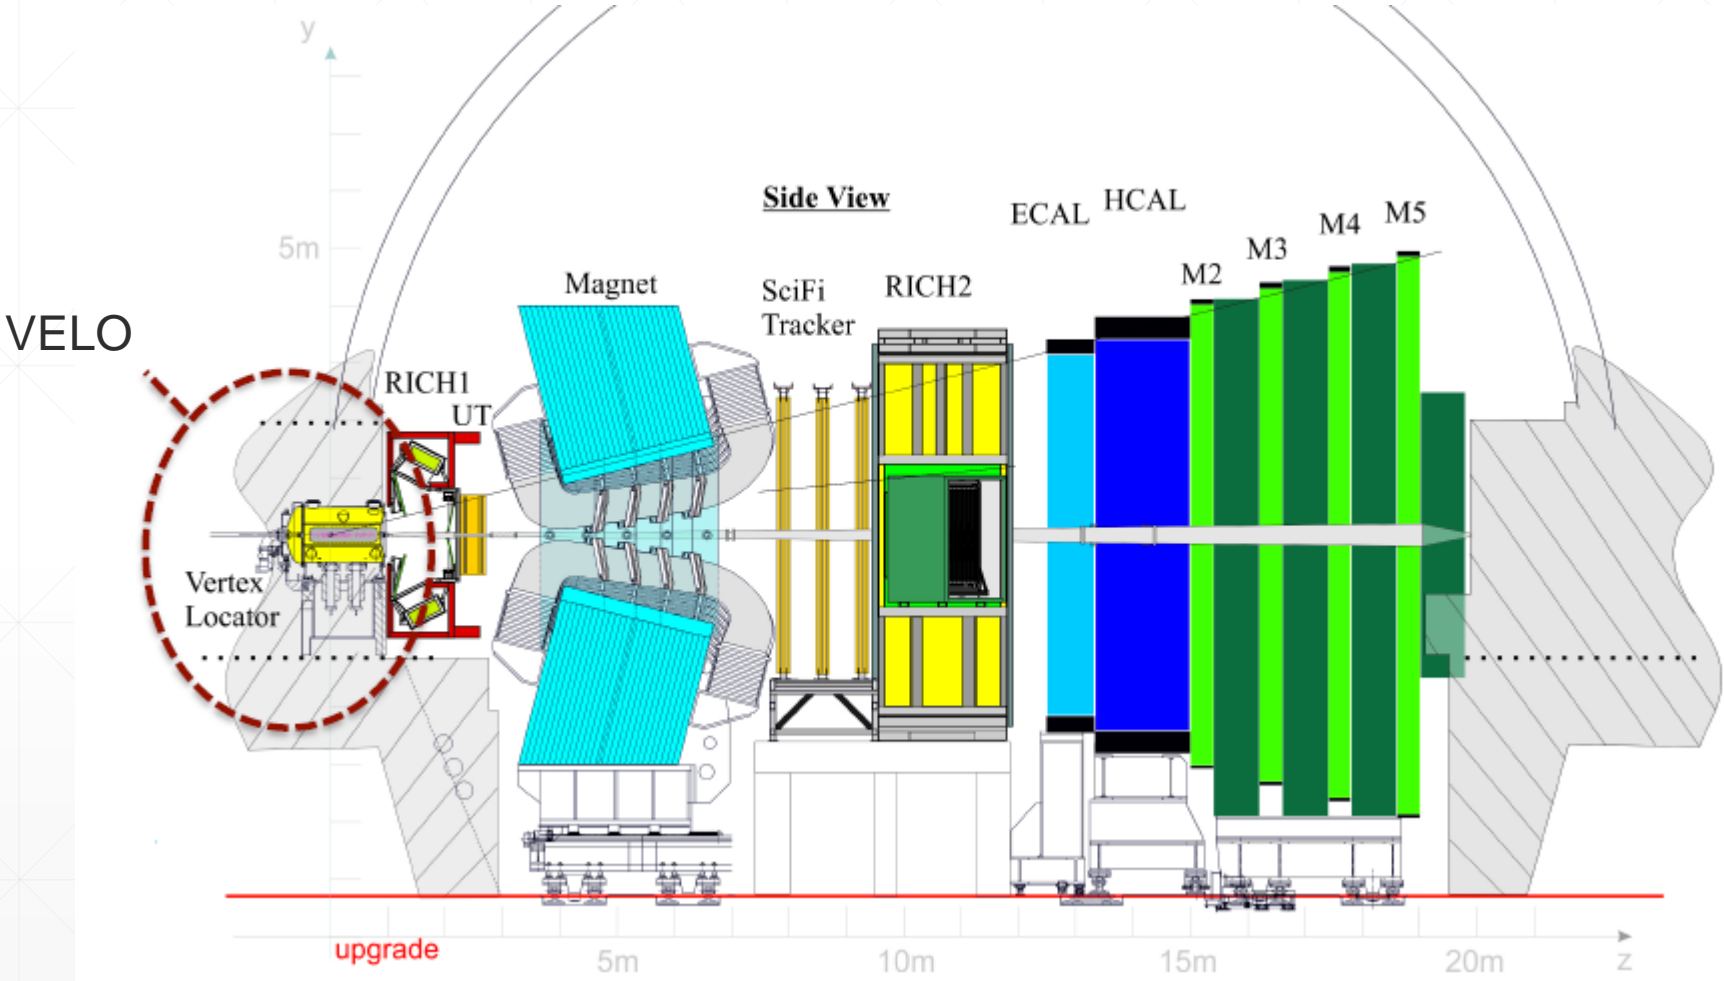 y
Side View
ECAL
HCAL
M2
M3
M4
M5
5m
Magnet
SciFi
Tracker
RICH2
VELO
RICH1
UT
Vertex
Locator
upgrade
5m
10m
15m
20m
z